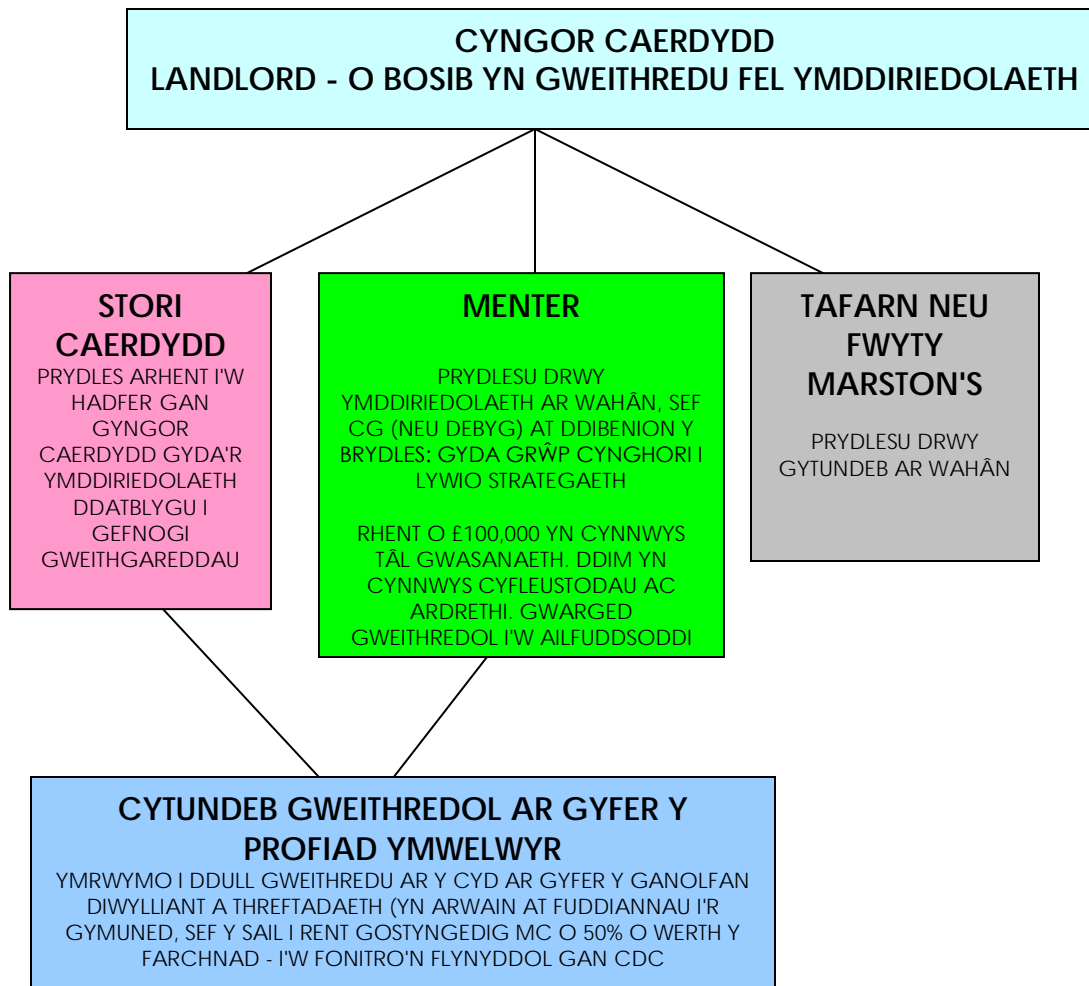 CYNGOR CAERDYDD
LANDLORD - O BOSIB YN GWEITHREDU FEL YMDDIRIEDOLAETH
STORI
CAERDYDD
PRYDLES ARHENT I'W
HADFER GAN
GYNGOR
CAERDYDD GYDA'R
YMDDIRIEDOLAETH
DDATBLYGU I
GEFNOGI
GWEITHGAREDDAU
MENTER
PRYDLESU DRWY
YMDDIRIEDOLAETH AR WAHÂN, SEF
CG (NEU DEBYG) AT DDIBENION Y
BRYDLES: GYDA GRŴP CYNGHORI I
LYWIO STRATEGAETH
RHENT O £100,000 YN CYNNWYS
TÂL GWASANAETH. DDIM YN
CYNNWYS CYFLEUSTODAU AC
ARDRETHI. GWARGED
GWEITHREDOL I'W AILFUDDSODDI
TAFARN NEU
FWYTY
MARSTON'S
PRYDLESU DRWY
GYTUNDEB AR WAHÂN
CYTUNDEB GWEITHREDOL AR GYFER Y
PROFIAD YMWELWYR
YMRWYMO I DDULL GWEITHREDU AR Y CYD AR GYFER Y GANOLFAN
DIWYLLIANT A THREFTADAETH (YN ARWAIN AT FUDDIANNAU I'R
GYMUNED, SEF Y SAIL I RENT GOSTYNGEDIG MC O 50% O WERTH Y
FARCHNAD - I'W FONITRO'N FLYNYDDOL GAN CDC